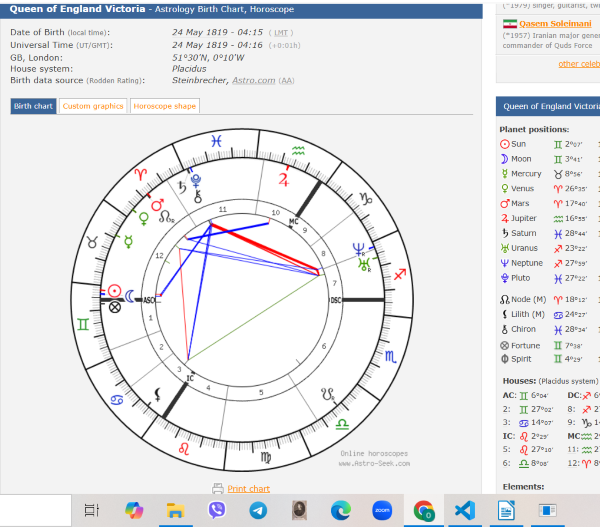 Queen of England Victoria - Astrology Birth Chart, Horoscope
Date of Birth (local time): 24 May 1819 - 04:15 ( LMT )
Universal Time (UT/GMT): 24 May 1819 - 04:16 (+0:01h)
GB, London: 51°30'N, 0°10'W
House system: Placidus
Birth data source (Rodden Rating): Steinbrecher, Astro.com (AA)
Birth chart Custom graphics Horoscope shape
11
10
MC
9
8
7
DSC
6
5
4
IC
3
2
1
ASC
12
R
R
R
R
Online horoscopes
www.Astro-Seek.com
Print chart
(*1979) singer, guitarist,
Qasem Soleimani
(*1957) Iranian major
commander of Quds Force
other
Queen of England
Planet positions:
Sun 2°07'
Moon 3°41'
Mercury 8°56'
Venus 26°35'
Mars 17°40'
Jupiter 16°55'
Saturn 28°44'
Uranus 23°22'
Neptune 27°59'
Pluto 27°22'
Node (M) 18°12'
Lilith (M) 24°27'
Chiron 28°34'
Fortune 7°38'
Spirit 4°29'
Houses: (Placidus system)
AC: 6°04' DC:
2: 27°02' 8:
3: 14°07' 9:
IC: 2°29' MC:
5: 27°10' 11:
6: 8°08' 12:
Elements:
zoom